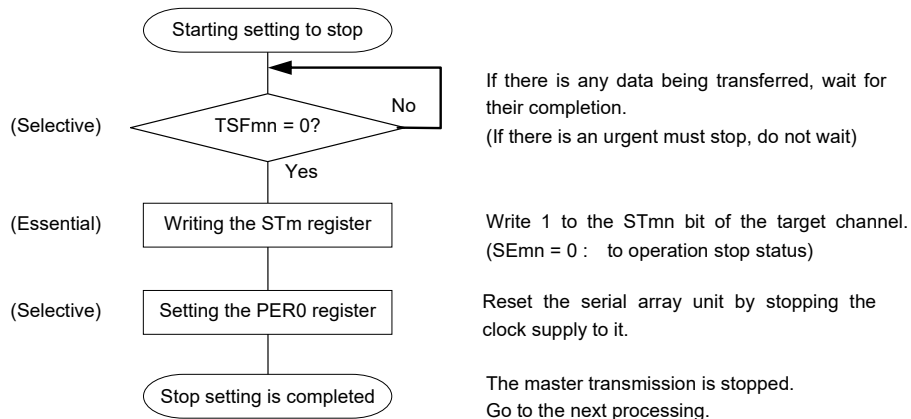 Starting setting to stop
If there is any data being transferred, wait for
their completion.
(If there is an urgent must stop, do not wait)
No
(Selective)
TSFmn = 0?
Yes
(Essential)
Writing the STm register
Write 1 to the STmn bit of the target channel.
(SEmn = 0 : to operation stop status)
(Selective)
Setting the PER0 register
Reset the serial array unit by stopping the
clock supply to it.
Stop setting is completed
The master transmission is stopped.
Go to the next processing.